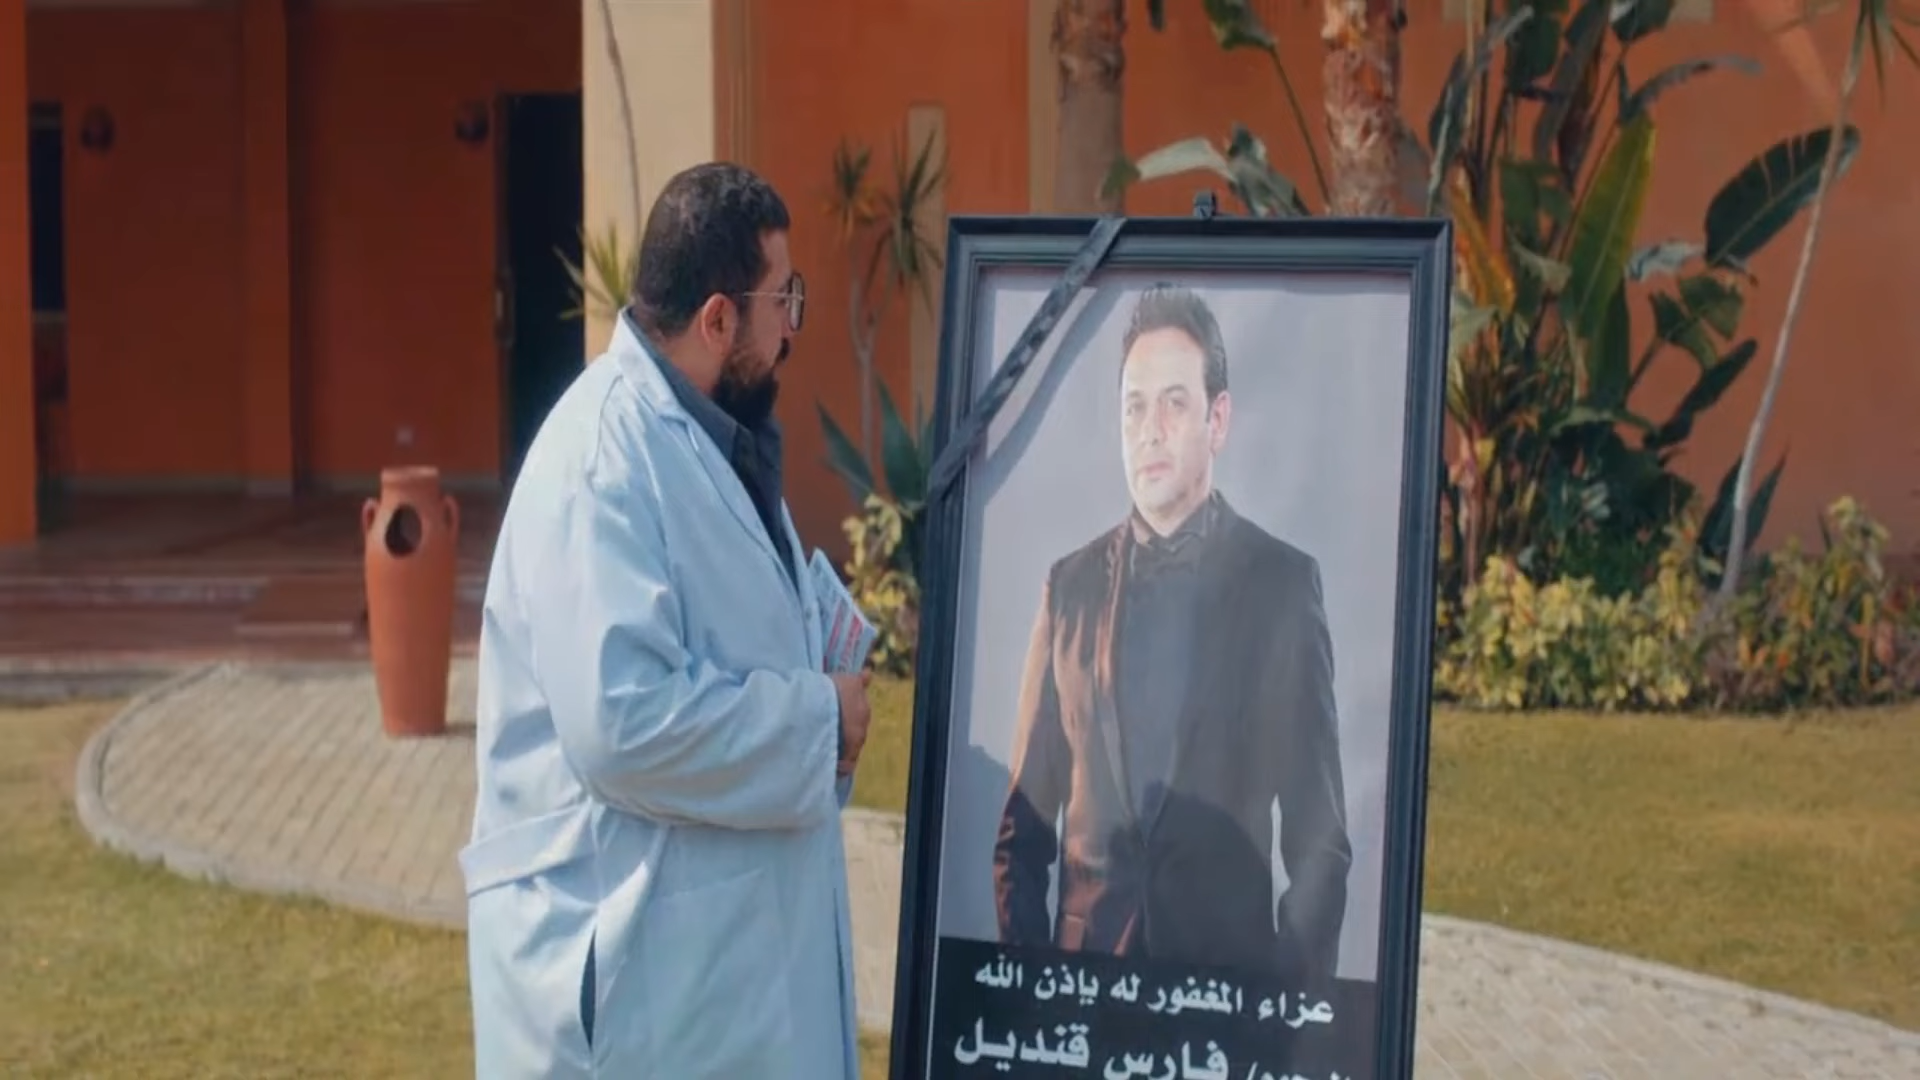 عزاء المغفور له بإذن الله
فارس قنديل